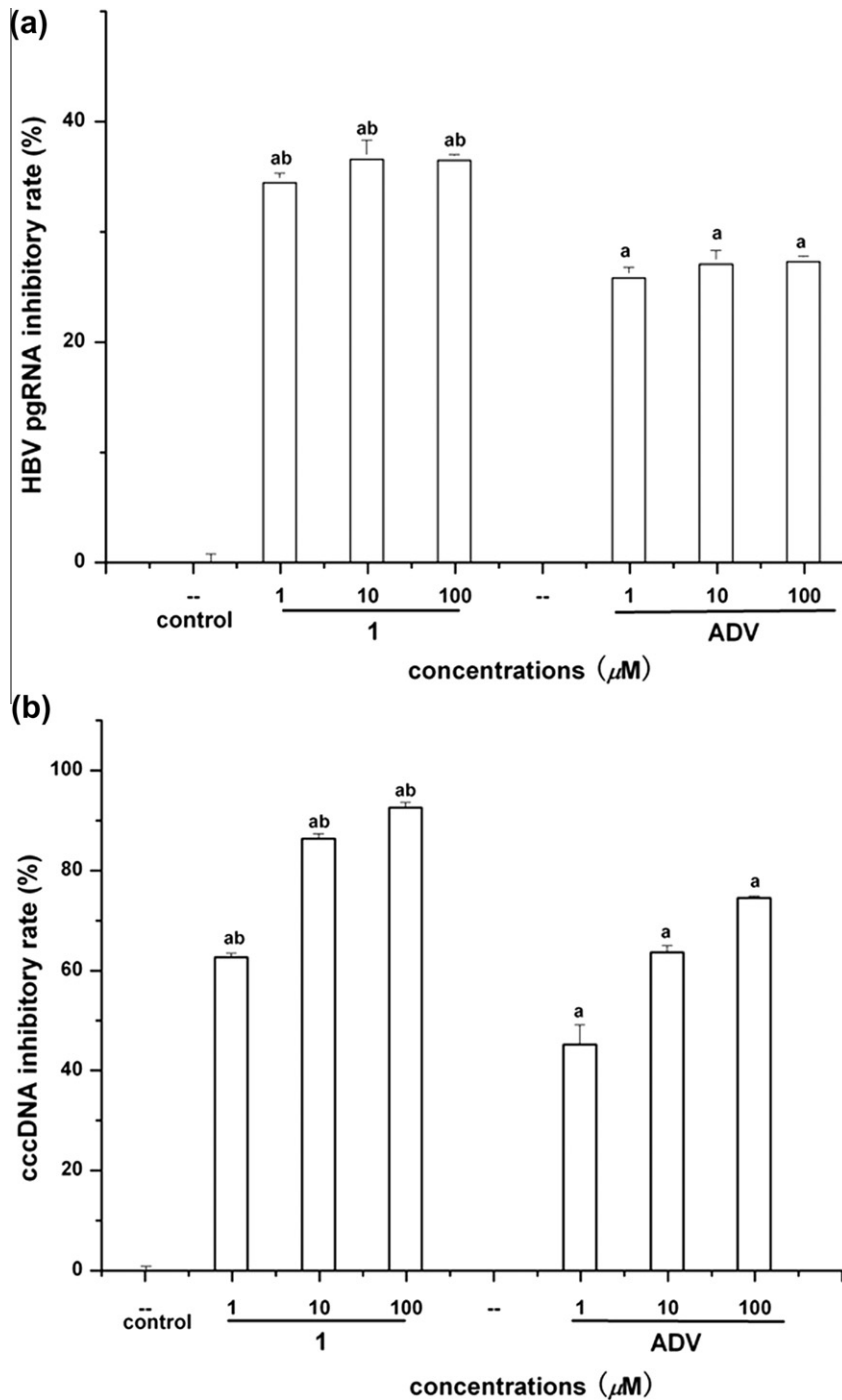 (a)
HBV pgRNA inhibitory rate (%)
40
20
0
ab ab ab
a a a
-- 1 10 100 -- 1 10 100
control 1 ADV
concentrations (μM)
(b)
cccDNA inhibitory rate (%)
100
80
60
40
20
0
ab ab ab
a a a
-- 1 10 100 -- 1 10 100
control 1 ADV
concentrations (μM)